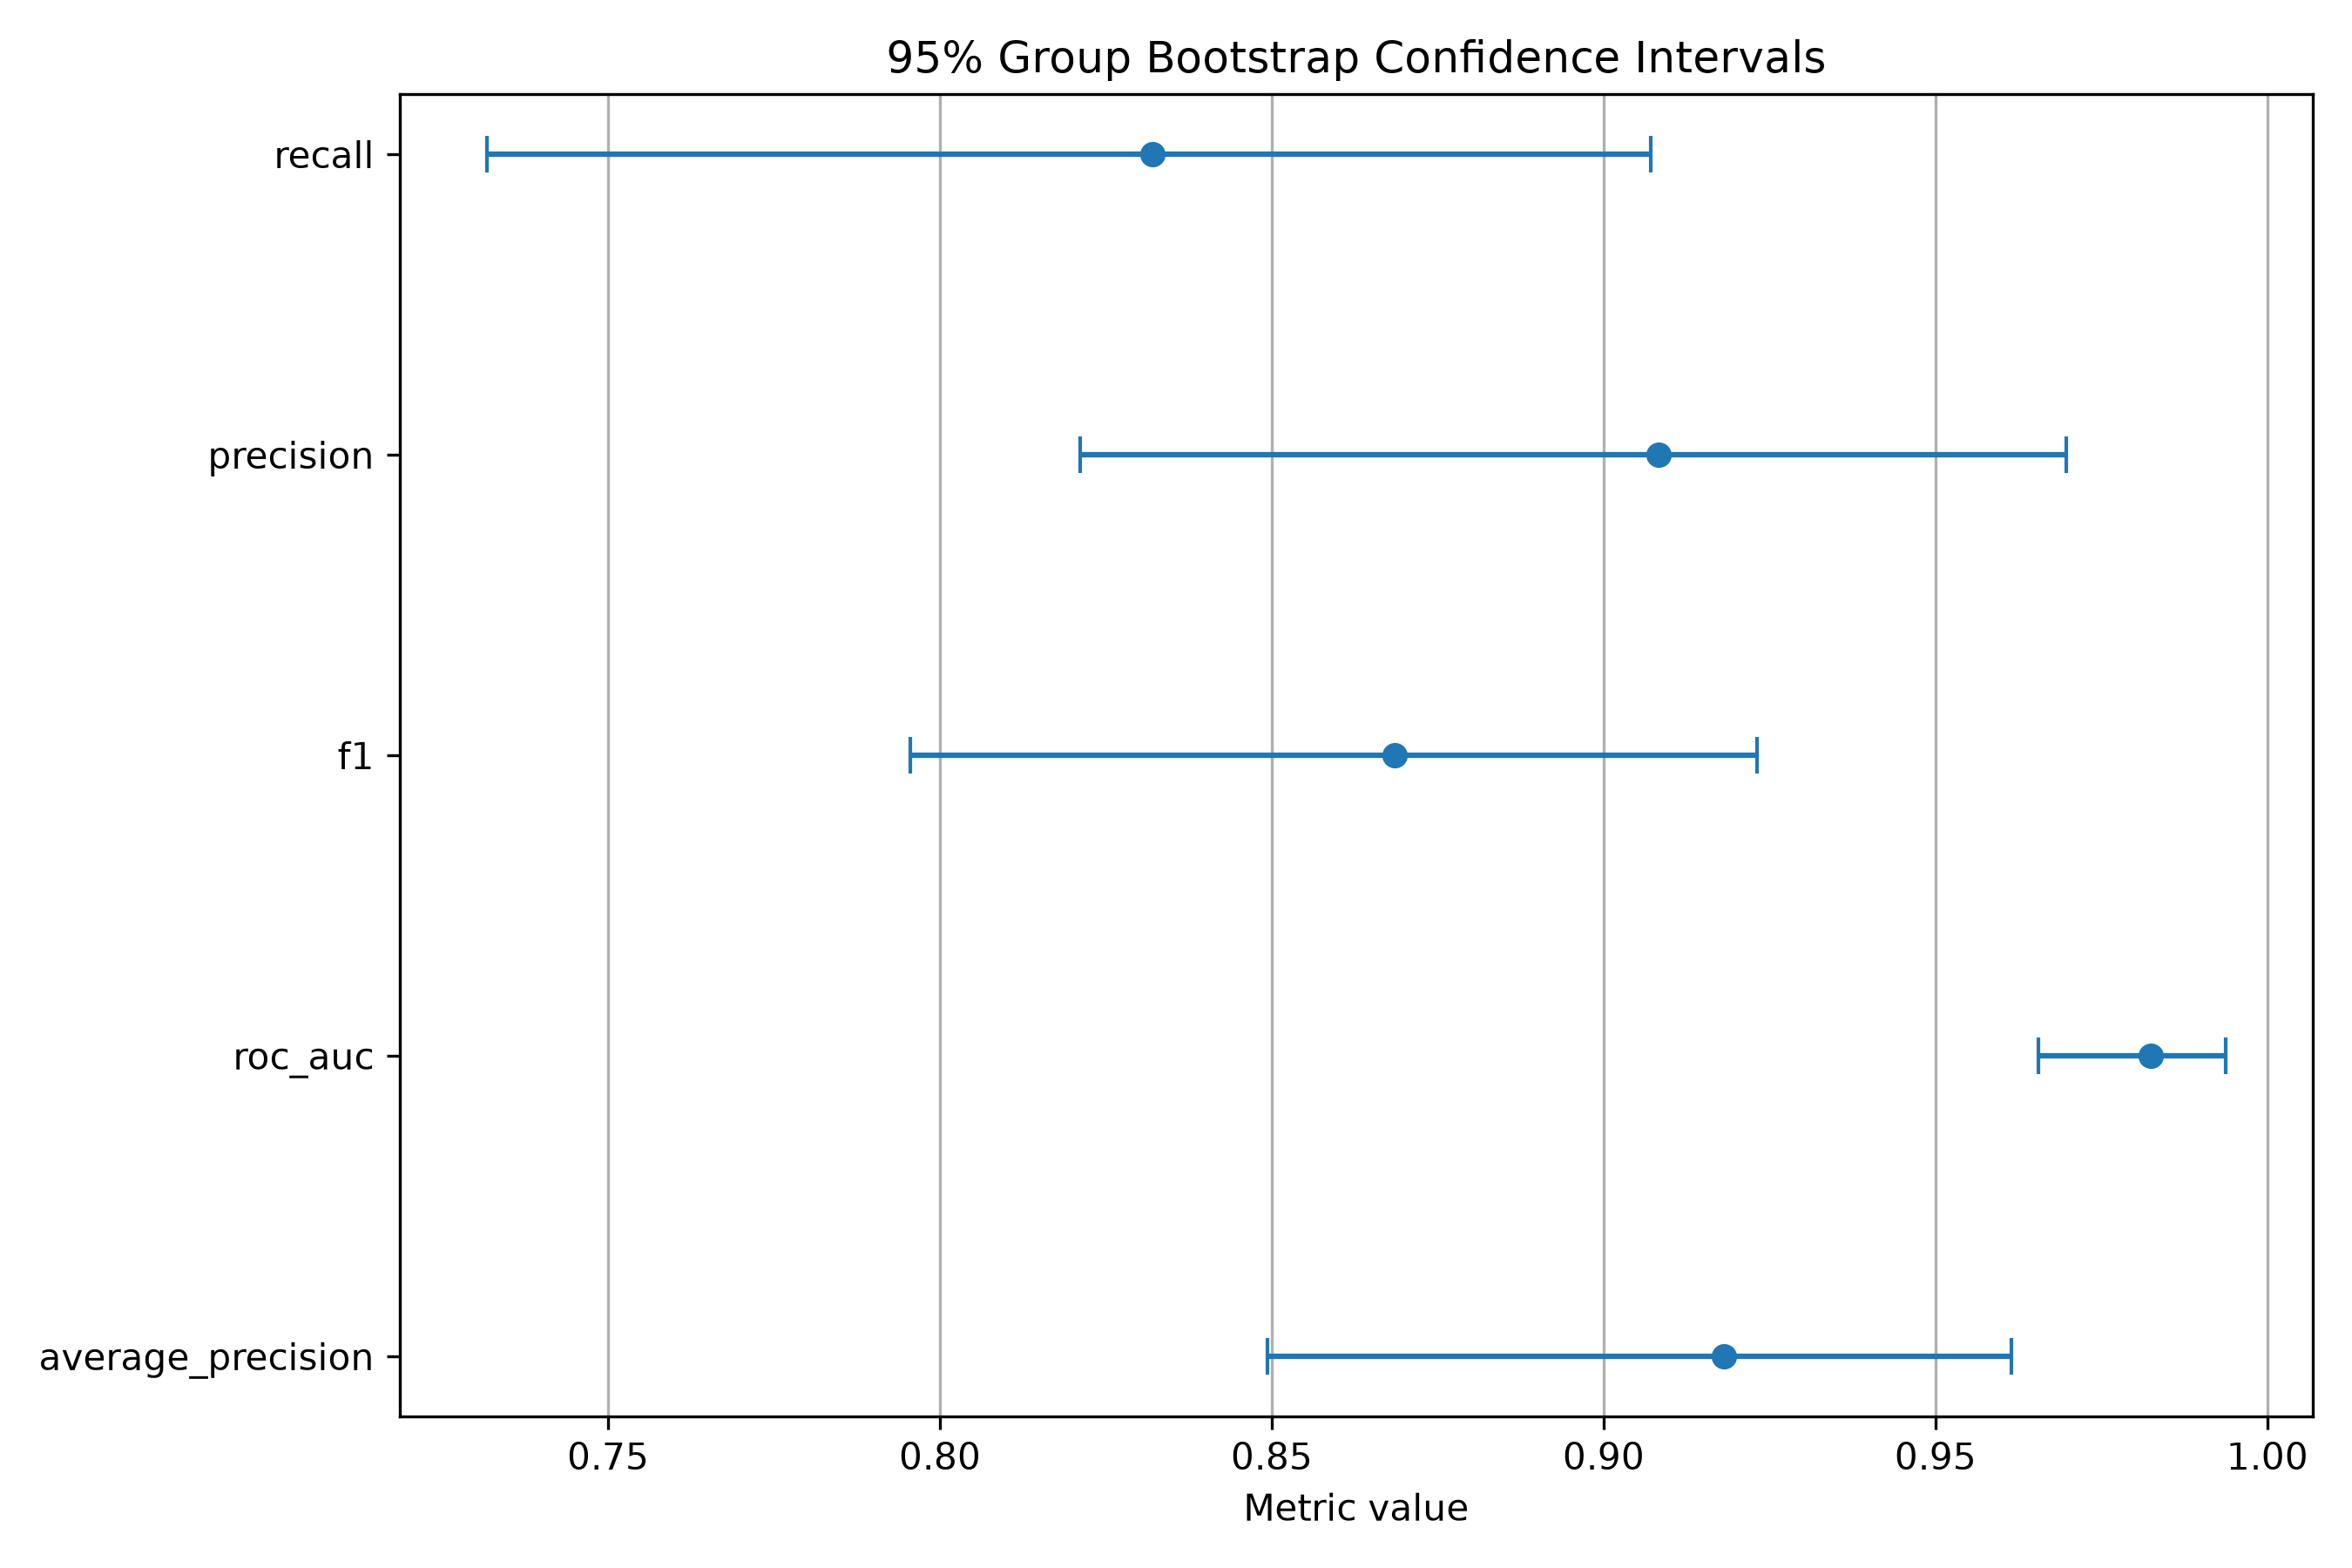 95% Group Bootstrap Confidence Intervals
recall
precision
f1
roc_auc
average_precision
0.75 0.80 0.85 0.90 0.95 1.00
Metric value